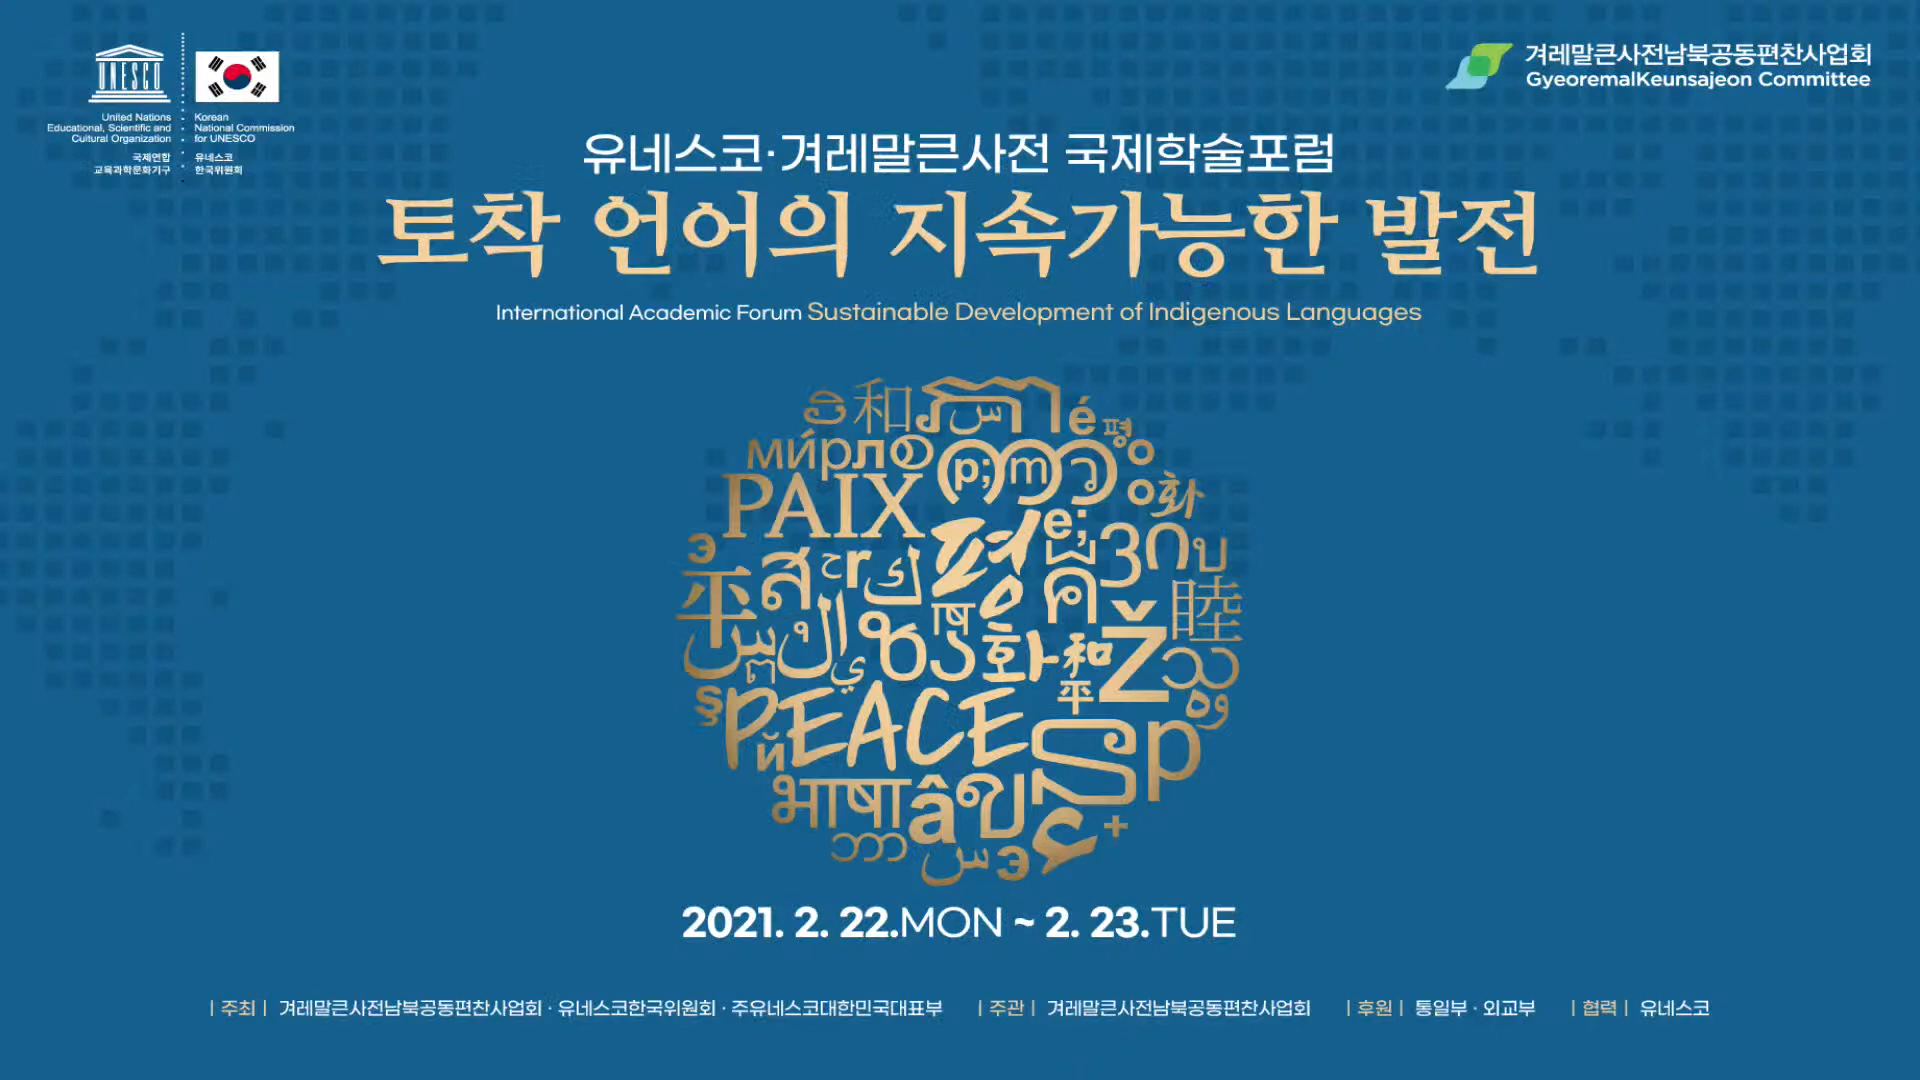 UNESCO
United Nations
Educational, Scientific and
Cultural Organization
국제연합
교육과학문화기구
Korean
National Commission
for UNESCO
유네스코
한국위원회
겨레말큰사전남북공동편찬사업회
GyeoremalKeunsajeon Committee
유네스코·겨레말큰사전 국제학술포럼
토착 언어의 지속가능한 발전
International Academic Forum Sustainable Development of Indigenous Languages
和 س é 평
мир ло
p; m
PAIX 화
e;
э 平 ส r ك 평 ค بـ 睦
ष 화 和 Ž
平
ş PEACE
й p
भाषा â
س э +
2021. 2. 22.MON ~ 2. 23.TUE
| 주최 | 겨레말큰사전남북공동편찬사업회 · 유네스코한국위원회 · 주유네스코대한민국대표부 | 주관 | 겨레말큰사전남북공동편찬사업회 | 후원 | 통일부 · 외교부 | 협력 | 유네스코